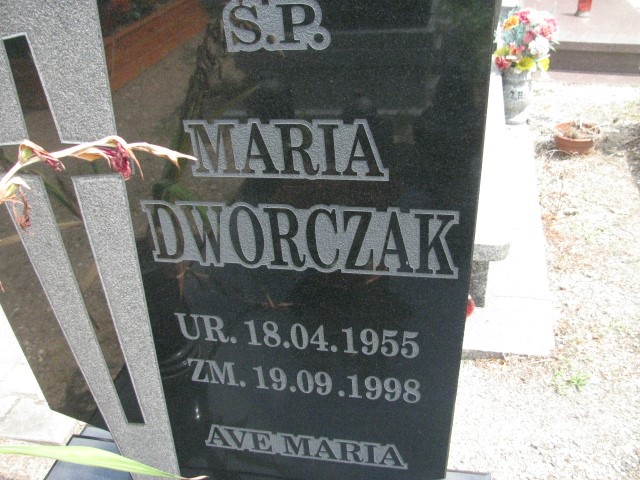 Ś.P.
MARIA
DWORCZAK
UR. 18.04.1955
ZM. 19.09.1998
AVE MARIA